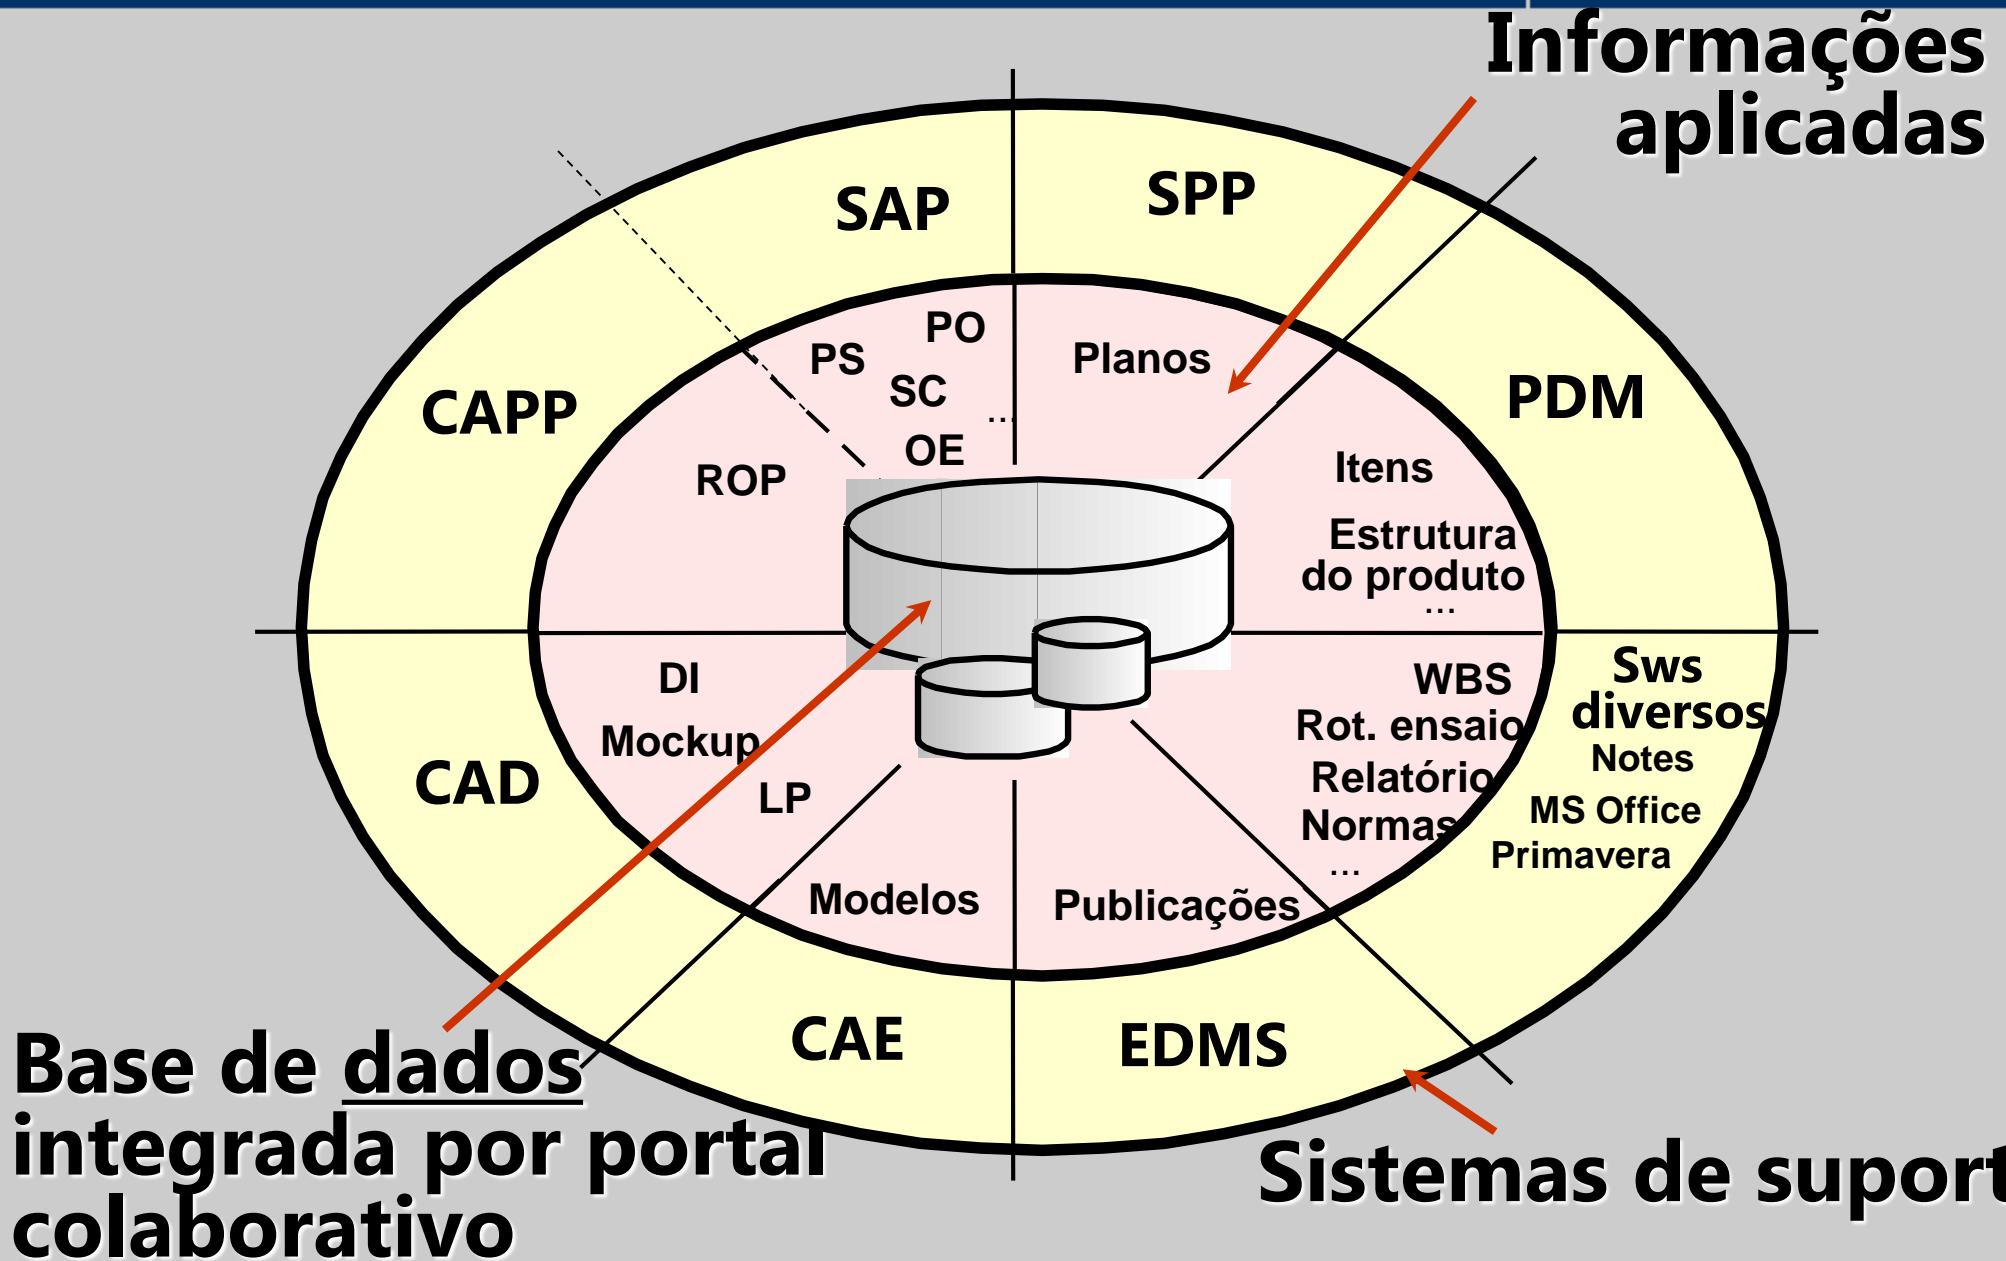 Informações
aplicadas
SAP
SPP
PO
PS
Planos
SC
...
OE
CAPP
PDM
ROP
Itens
Estrutura
do produto
...
DI
Mockup
LP
CAD
WBS
Rot. ensaio
Relatório
Normas
...
Sws
diversos
Notes
MS Office
Primavera
Modelos
Publicações
CAE
EDMS
Base de dados
integrada por portal
colaborativo
Sistemas de suport